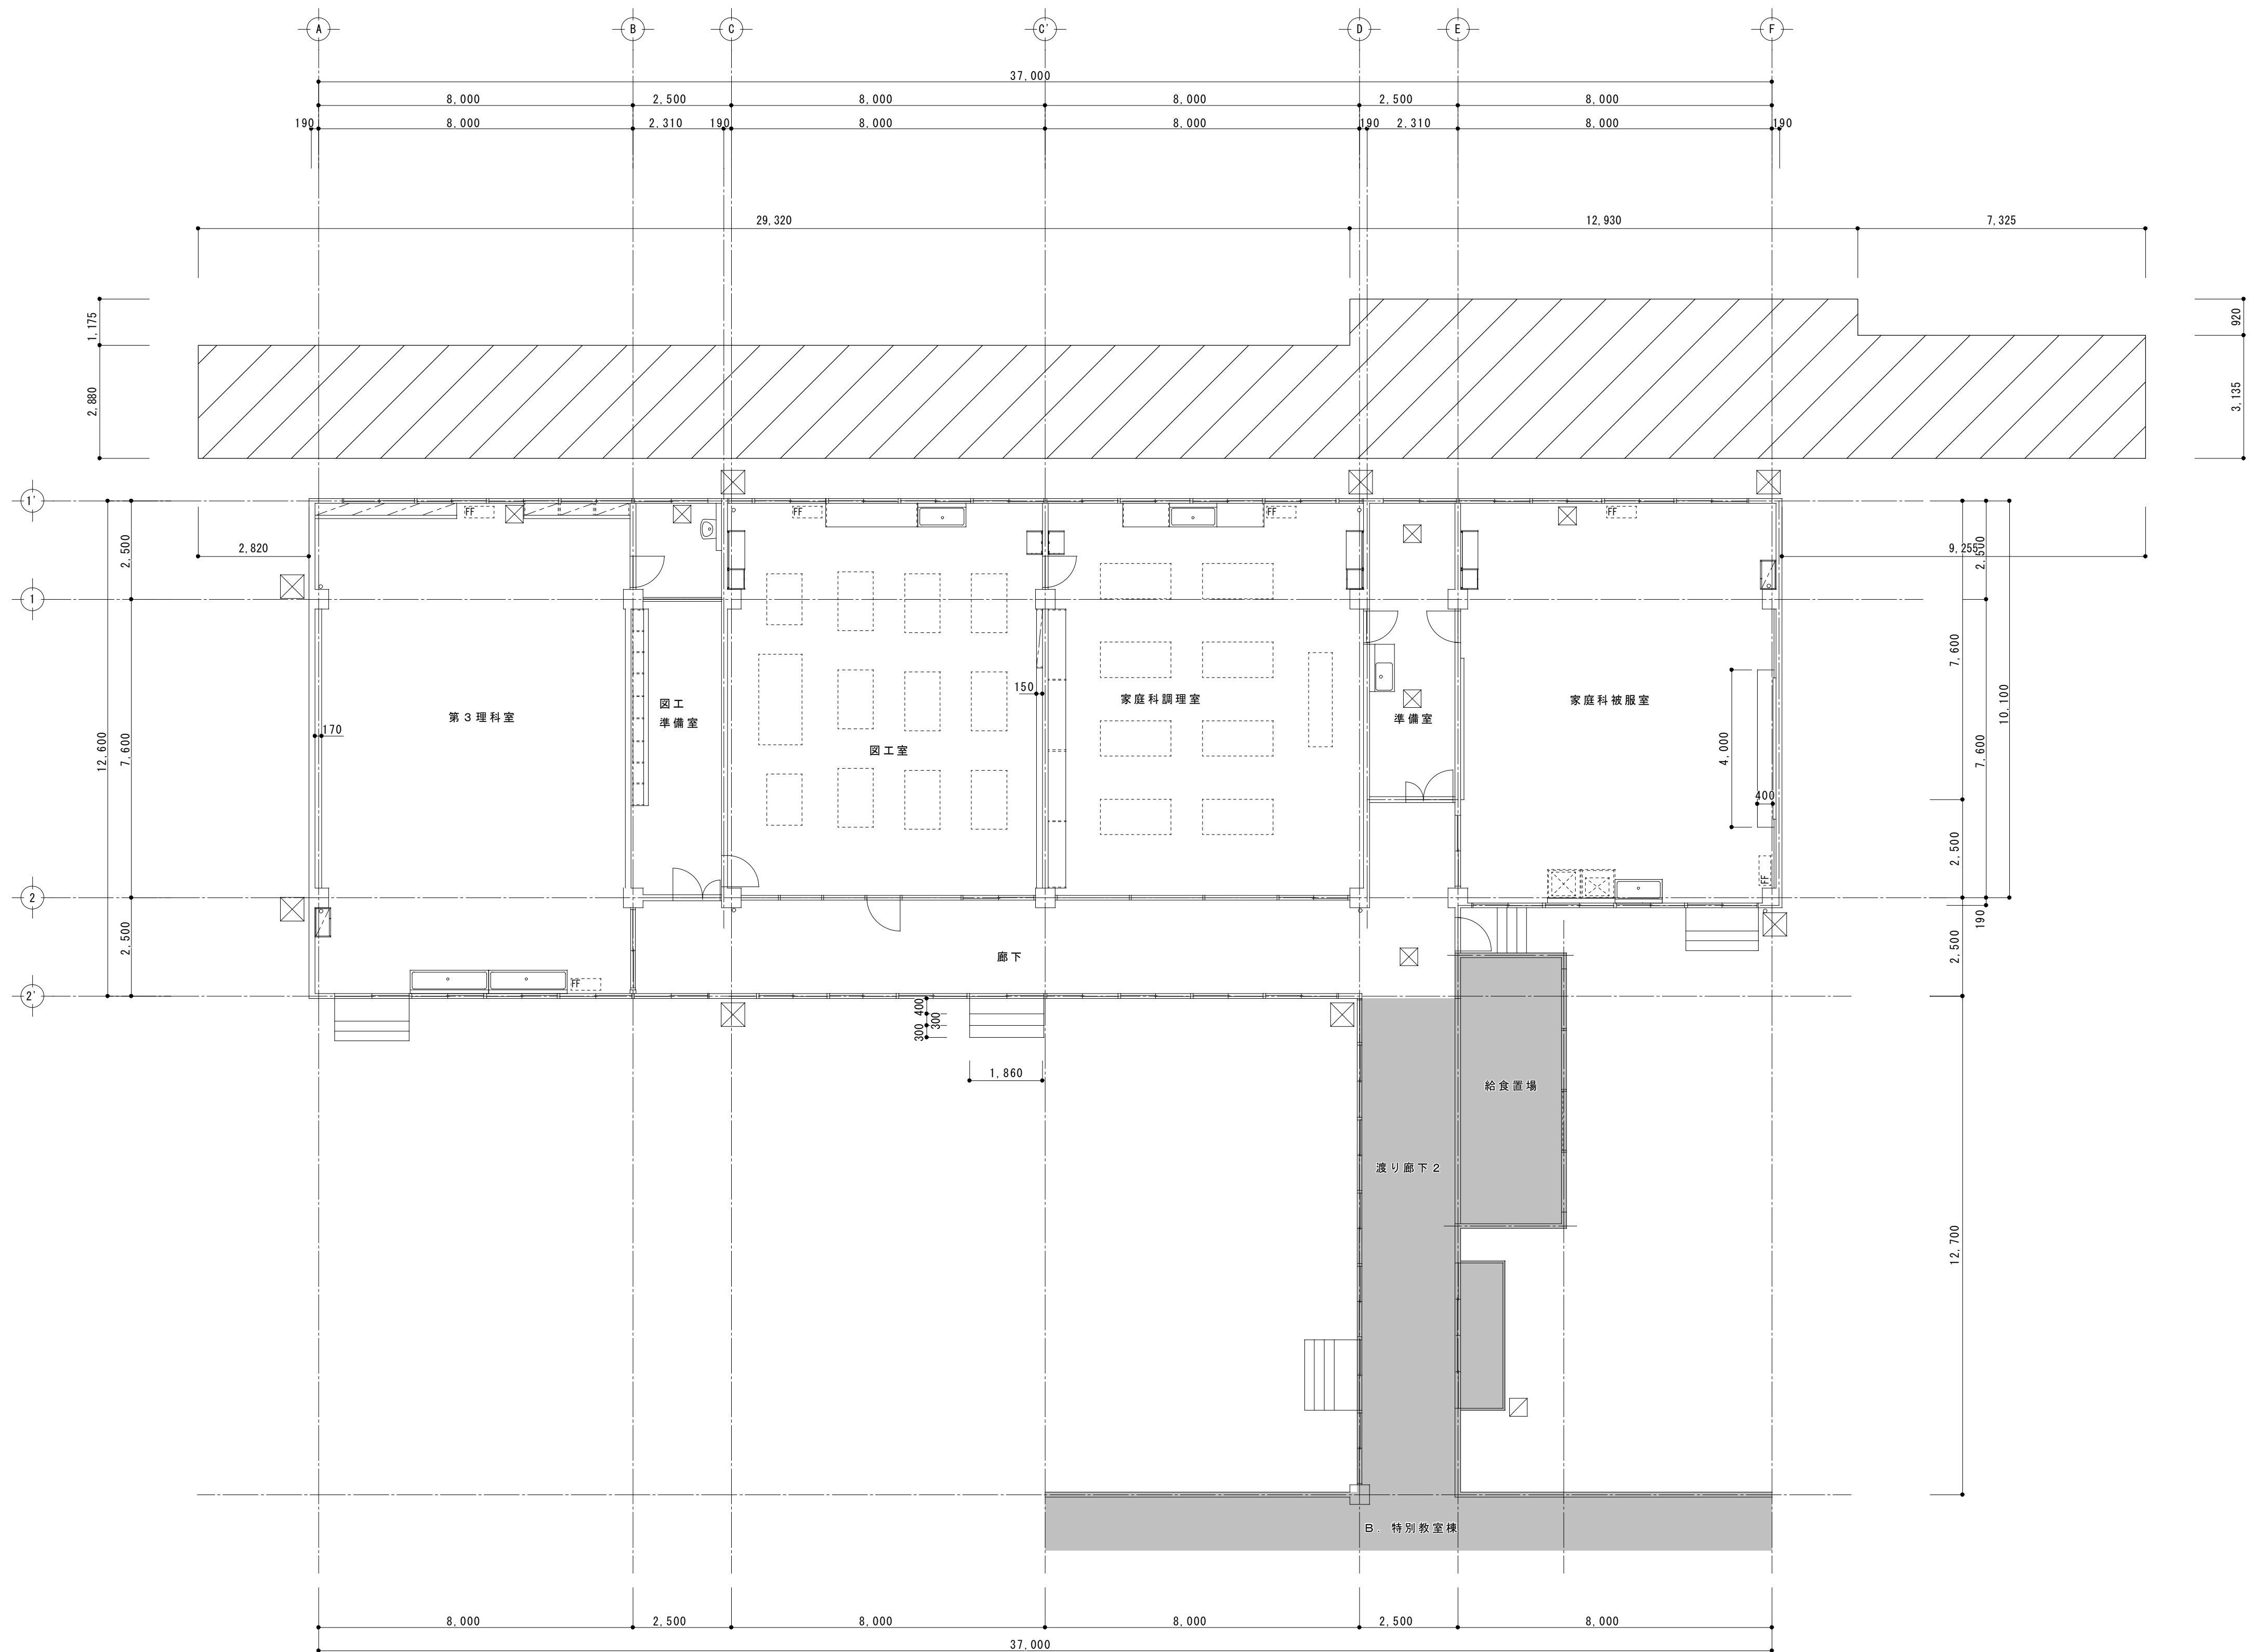 A B C C' D E F
37,000
8,000 2,500 8,000 8,000 2,500 8,000
190 8,000 2,310 190 8,000 8,000 190 2,310 8,000 190
29,320 12,930 7,325
1,175 920
2,880 3,135
1'
FF FF FF FF
2,820 9,255
2,500 2,500
1
7,600
150 家庭科調理室 家庭科被服室
図工
準備室
第3理科室 準備室
170
12,600 7,600 図工室 4,000 7,600 10,100
400
2,500
FF
2
190
2,500 廊下 2,500
FF
2'
400
300
300
1,860
給食置場
渡り廊下2
12,700
B. 特別教室棟
8,000 2,500 8,000 8,000 2,500 8,000
37,000